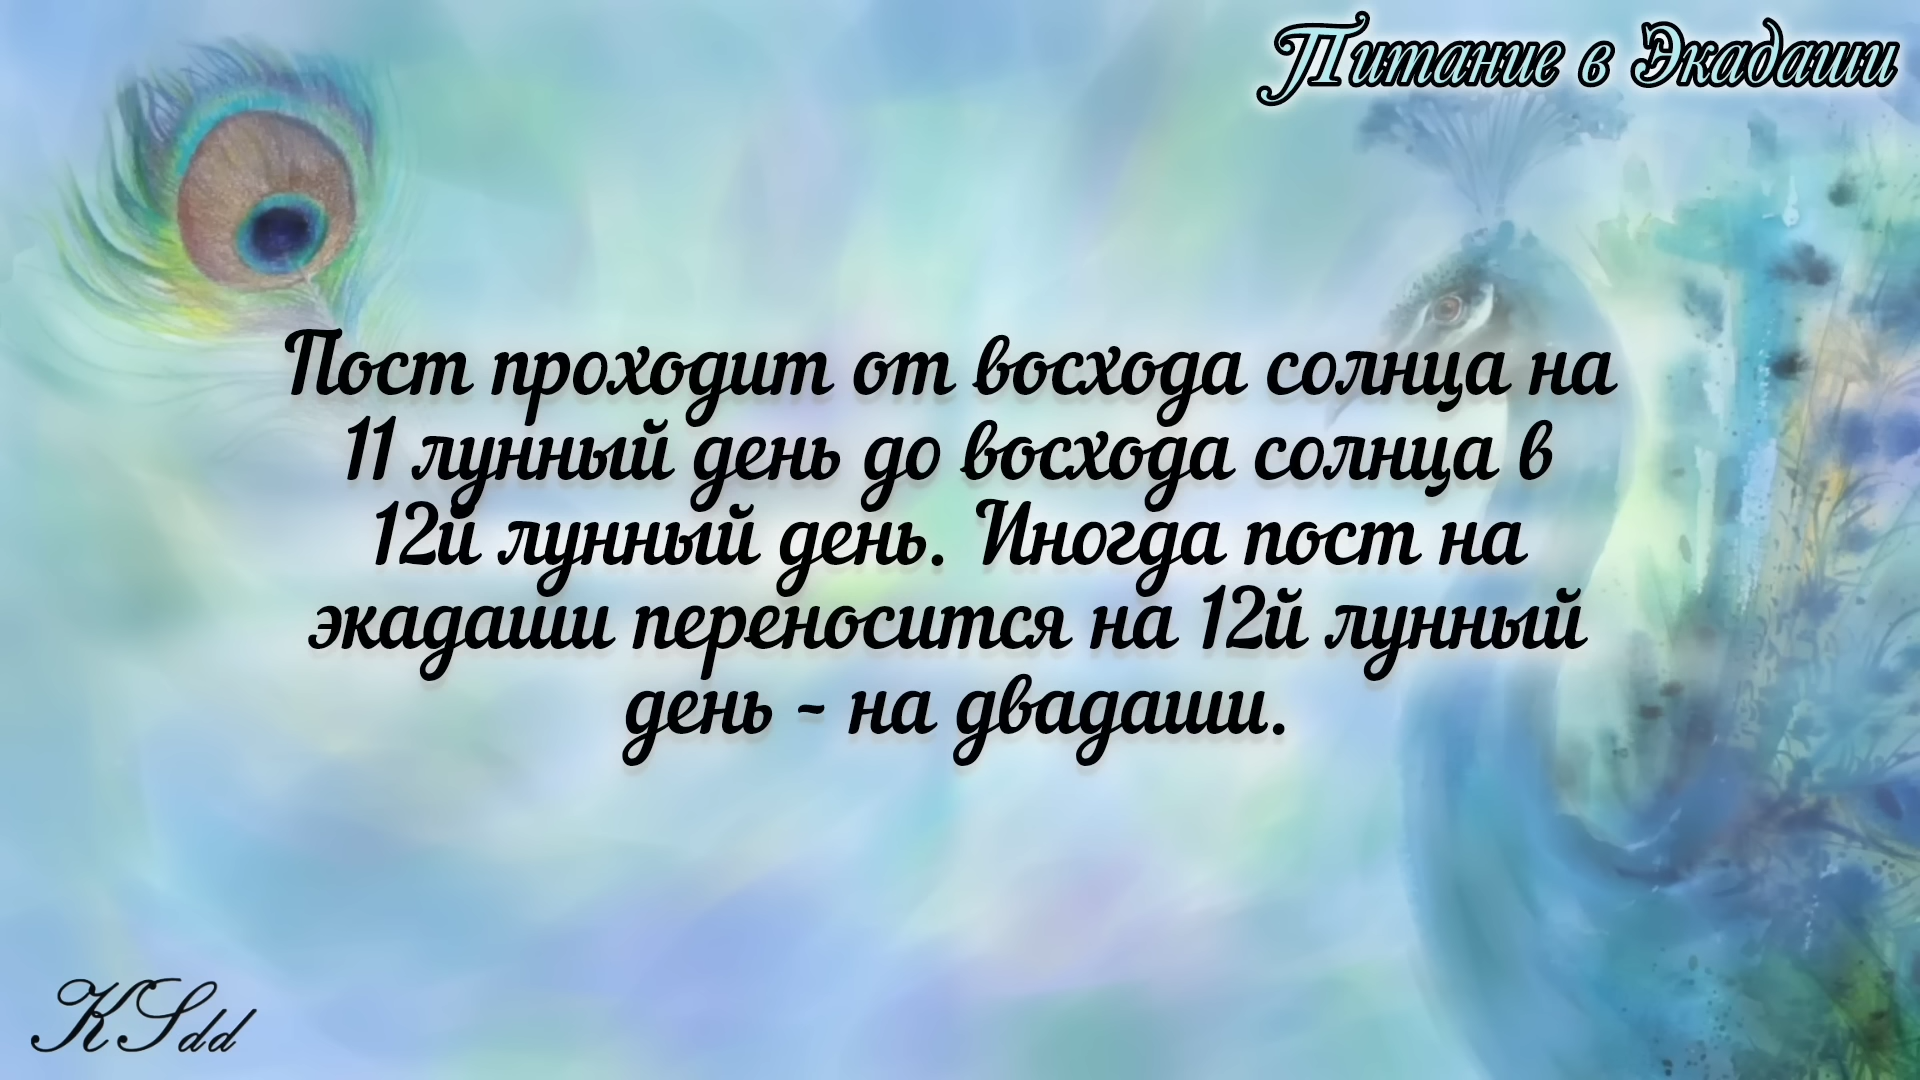 Питание в Экадаши
Пост проходит от восхода солнца на
11 лунный день до восхода солнца в
12й лунный день. Иногда пост на
экадаши переносится на 12й лунный
день - на двадаши.
KSdd